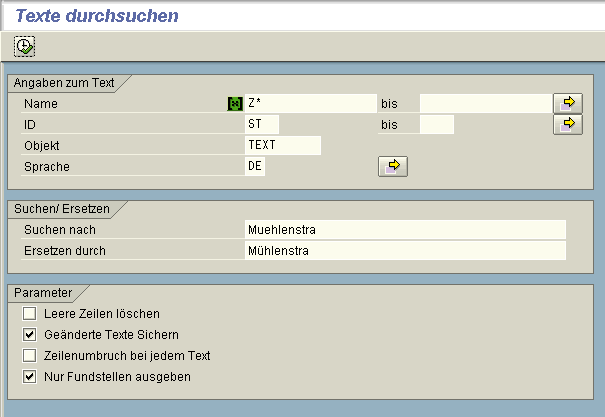 Texte durchsuchen
Angaben zum Text
Name Z* bis
ID ST bis
Objekt TEXT
Sprache DE
Suchen/ Ersetzen
Suchen nach Muehlenstra
Ersetzen durch Mühlenstra
Parameter
Leere Zeilen löschen
Geänderte Texte Sichern
Zeilenumbruch bei jedem Text
Nur Fundstellen ausgeben